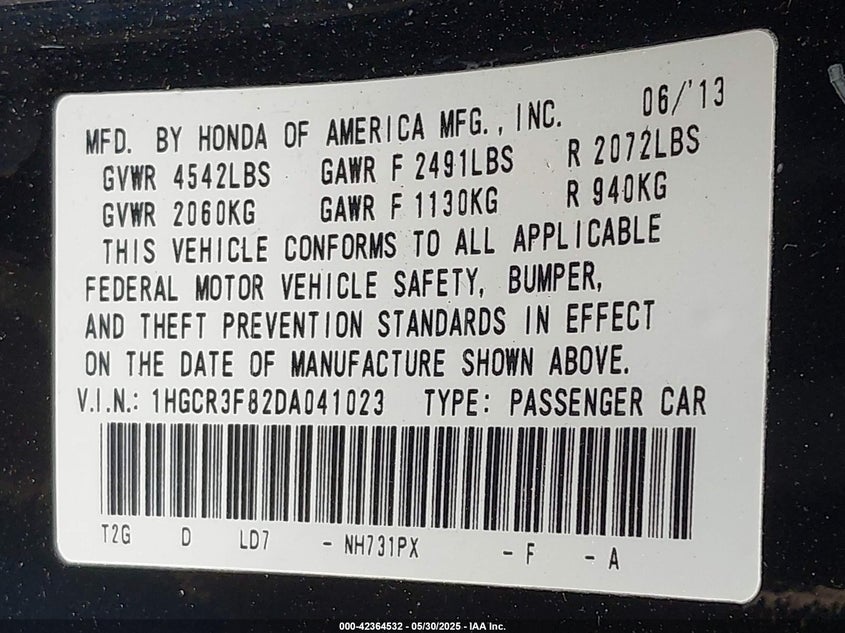 MFD. BY HONDA OF AMERICA MFG., INC. 06/'13
GVWR 4542LBS GAWR F 2491LBS R 2072LBS
GVWR 2060KG GAWR F 1130KG R 940KG
THIS VEHICLE CONFORMS TO ALL APPLICABLE
FEDERAL MOTOR VEHICLE SAFETY, BUMPER,
AND THEFT PREVENTION STANDARDS IN EFFECT
ON THE DATE OF MANUFACTURE SHOWN ABOVE.
V.I.N.: 1HGCR3F82DA041023 TYPE: PASSENGER CAR
T2G D LD7 - NH731PX - F - A
000-42364532 - 05/30/2025 - IAA Inc.